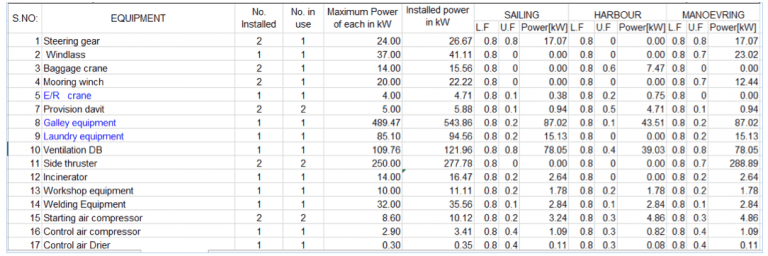 S.NO: EQUIPMENT No. Installed No. in use Maximum Power of each in kW Installed power in kW SAILING HARBOUR MANOEVRING
L.F U.F Power[kW] L.F U.F Power[kW] L.F U.F Power[kW]
1 Steering gear 2 1 24.00 26.67 0.8 0.8 17.07 0.8 0 0.00 0.8 0.8 17.07
2 Windlass 1 1 37.00 41.11 0.8 0 0.00 0.8 0 0.00 0.8 0.7 23.02
3 Baggage crane 2 1 14.00 15.56 0.8 0 0.00 0.8 0.6 7.47 0.8 0 0.00
4 Mooring winch 2 1 20.00 22.22 0.8 0 0.00 0.8 0 0.00 0.8 0.7 12.44
5 E/R crane 1 1 4.00 4.71 0.8 0.1 0.38 0.8 0.2 0.75 0.8 0 0.00
7 Provision davit 2 2 5.00 5.88 0.8 0.1 0.94 0.8 0.5 4.71 0.8 0.1 0.94
8 Galley equipment 1 1 489.47 543.86 0.8 0.2 87.02 0.8 0.1 43.51 0.8 0.2 87.02
9 Laundry equipment 1 1 85.10 94.56 0.8 0.2 15.13 0.8 0 0.00 0.8 0.2 15.13
10 Ventilation DB 1 1 109.76 121.96 0.8 0.8 78.05 0.8 0.4 39.03 0.8 0.8 78.05
11 Side thruster 2 2 250.00 277.78 0.8 0 0.00 0.8 0 0.00 0.8 0.7 288.89
12 Incinerator 1 1 14.00 16.47 0.8 0.2 2.64 0.8 0 0.00 0.8 0.2 2.64
13 Workshop equipment 1 1 10.00 11.11 0.8 0.2 1.78 0.8 0.2 1.78 0.8 0.2 1.78
14 Welding Equipment 1 1 32.00 35.56 0.8 0.1 2.84 0.8 0.1 2.84 0.8 0.1 2.84
15 Starting air compressor 2 2 8.60 10.12 0.8 0.2 3.24 0.8 0.3 4.86 0.8 0.3 4.86
16 Control air compressor 1 1 2.90 3.41 0.8 0.4 1.09 0.8 0.3 0.82 0.8 0.4 1.09
17 Control air Drier 1 1 0.30 0.35 0.8 0.4 0.11 0.8 0.3 0.08 0.8 0.4 0.11